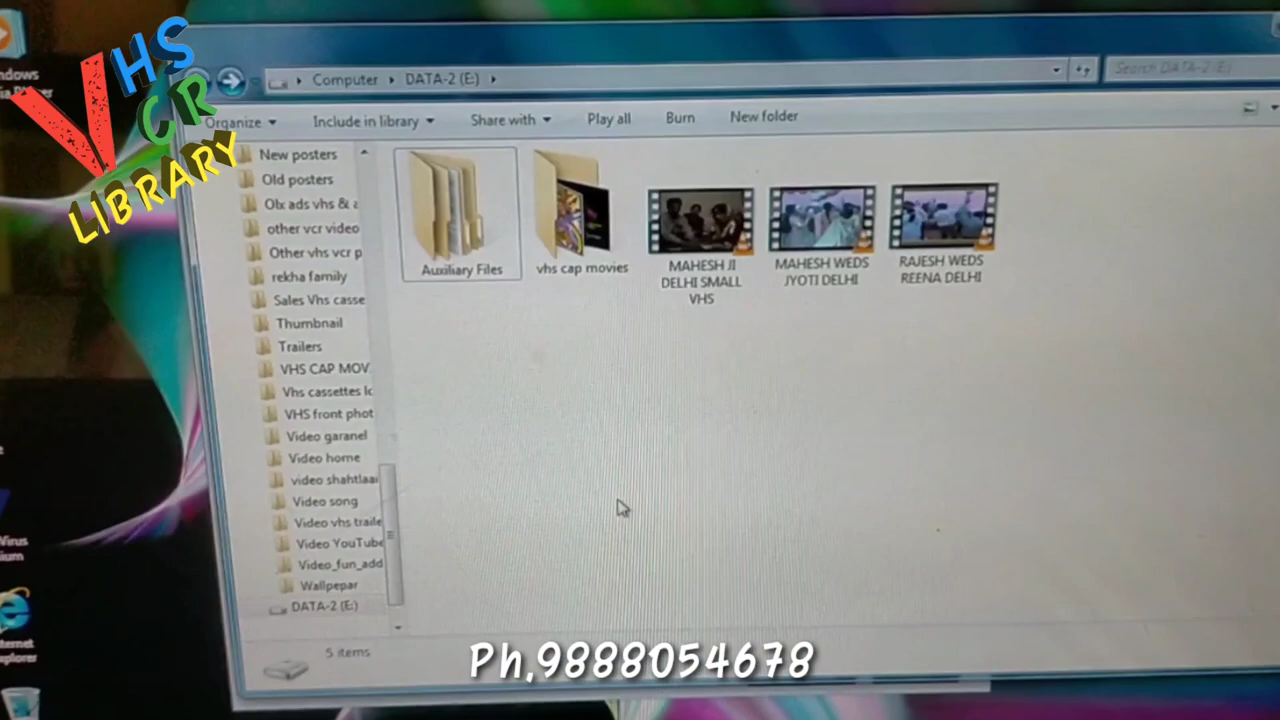 VHS
VCR
LIBRARY
Computer
DATA-2 (E:)
Search DATA-2 (E:)
Organize
Include in library
Share with
Play all
Burn
New folder
New posters
Old posters
Olx ads vhs & a
other vcr video
Other vhs vcr p
rekha family
Sales Vhs casse
Thumbnail
Trailers
VHS CAP MOV
Vhs cassettes lo
VHS front phot
Video garanel
Video home
video shahtlaai
Video song
Video vhs traile
Video YouTube
Video_fun_add
Wallpepar
DATA-2 (E:)
Auxiliary Files
vhs cap movies
MAHESH JI
DELHI SMALL
VHS
MAHESH WEDS
JYOTI DELHI
RAJESH WEDS
REENA DELHI
5 items
Ph,9888054678